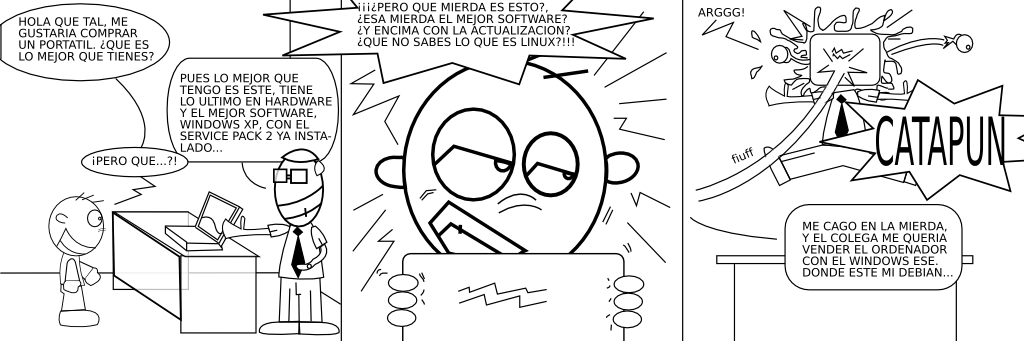 HOLA QUE TAL, ME
GUSTARIA COMPRAR
UN PORTATIL. ¿QUE ES
LO MEJOR QUE TIENES?
PUES LO MEJOR QUE
TENGO ES ESTE, TIENE
LO ULTIMO EN HARDWARE
Y EL MEJOR SOFTWARE,
WINDOWS XP, CON EL
SERVICE PACK 2 YA INSTA-
LADO...
¡PERO QUE...?!
¡¡¡¿PERO QUE MIERDA ES ESTO?,
¿ESA MIERDA EL MEJOR SOFTWARE?
¿Y ENCIMA CON LA ACTUALIZACION?
¿QUE NO SABES LO QUE ES LINUX?!!!
ARGGG!
CATAPUN
fiuff
ME CAGO EN LA MIERDA,
Y EL COLEGA ME QUERIA
VENDER EL ORDENADOR
CON EL WINDOWS ESE.
DONDE ESTE MI DEBIAN...